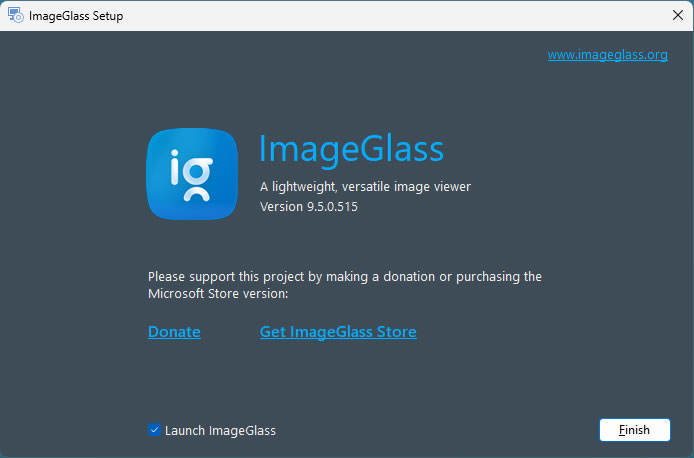 ImageGlass Setup
www.imageglass.org
ig
ImageGlass
A lightweight, versatile image viewer
Version 9.5.0.515
Please support this project by making a donation or purchasing the
Microsoft Store version:
Donate
Get ImageGlass Store
Launch ImageGlass
Finish